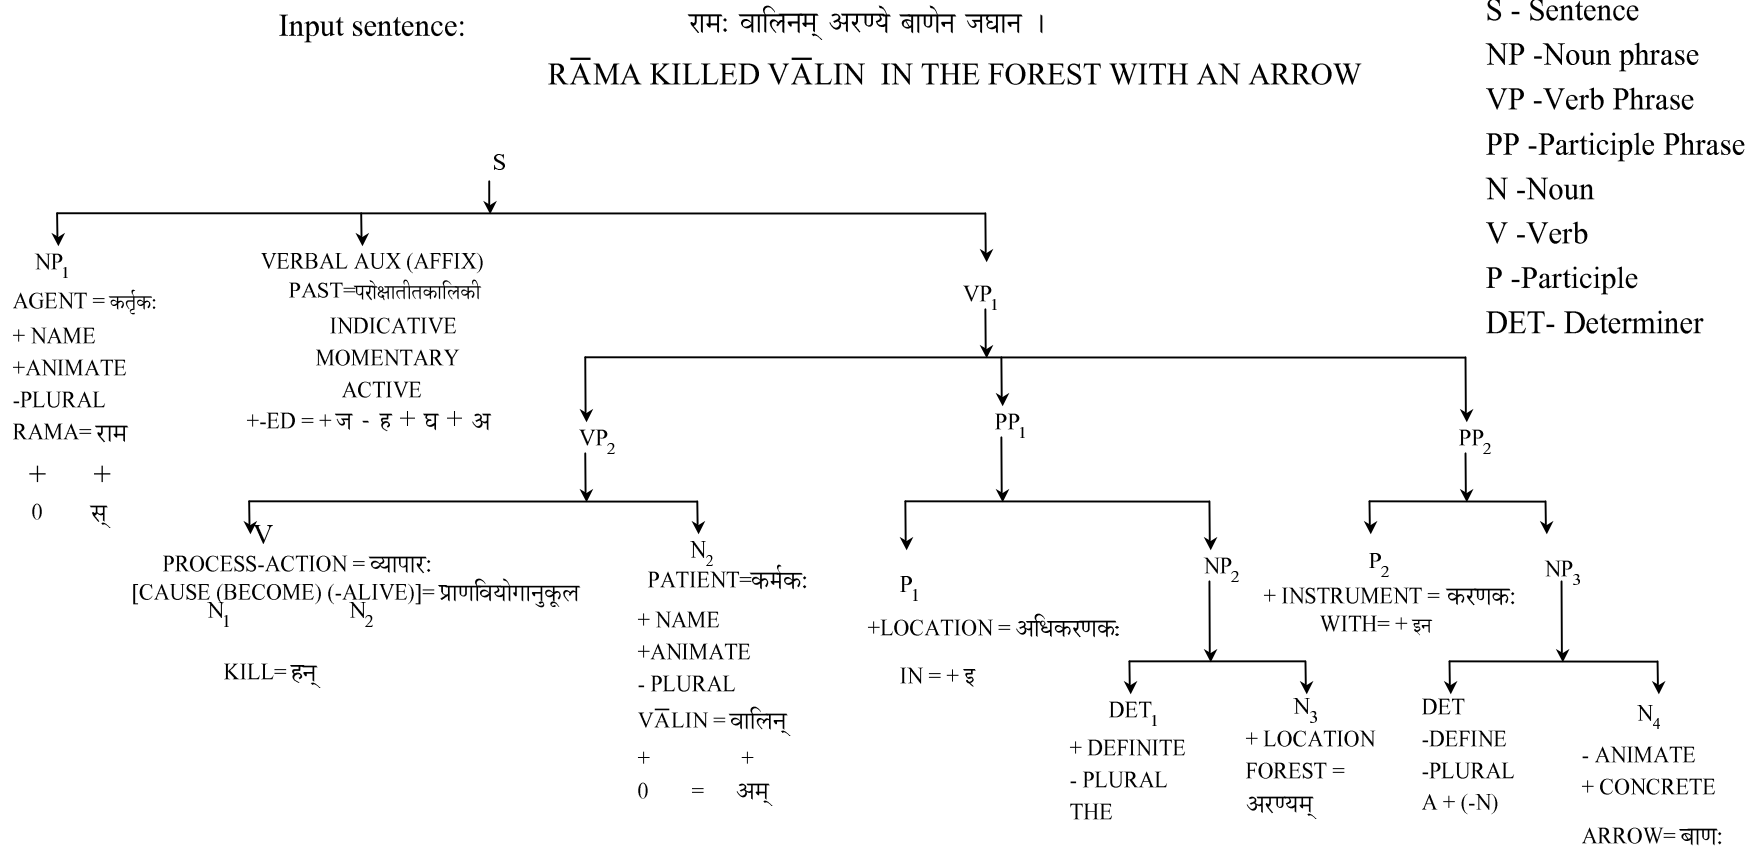 Input sentence:
रामः वालिनम् अरण्ये बाणेन जघान ।
RĀMA KILLED VĀLIN IN THE FOREST WITH AN ARROW
S - Sentence
NP -Noun phrase
VP -Verb Phrase
PP -Participle Phrase
N -Noun
V -Verb
P -Participle
DET- Determiner
S
NP1
AGENT = कर्तृकः
+ NAME
+ANIMATE
-PLURAL
RAMA= राम
+ +
0 स्
VERBAL AUX (AFFIX)
PAST=परोक्षातीतकालिकी
INDICATIVE
MOMENTARY
ACTIVE
+-ED = + ज - ह + घ + अ
VP1
VP2
PP1
PP2
V
PROCESS-ACTION = व्यापारः
[CAUSE (BECOME) (-ALIVE)]= प्राणवियोगानुकूल
N1 N2
KILL= हन्
N2
PATIENT=कर्मकः
+ NAME
+ANIMATE
- PLURAL
VĀLIN = वालिन्
+ +
0 = अम्
P1
+LOCATION = अधिकरणकः
IN = + इ
NP2
DET1
+ DEFINITE
- PLURAL
THE
N3
+ LOCATION
FOREST =
अरण्यम्
P2
+ INSTRUMENT = करणकः
WITH= + इन
NP3
DET
-DEFINE
-PLURAL
A + (-N)
N4
- ANIMATE
+ CONCRETE
ARROW= बाणः